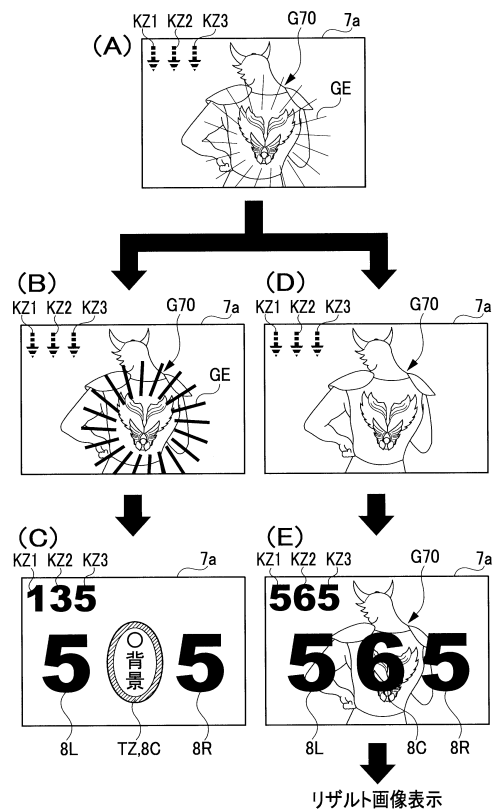 KZ1 KZ2 KZ3 G70 7a
(A)
GE
(B)
KZ1 KZ2 KZ3 G70 7a
GE
(D)
KZ1 KZ2 KZ3 G70 7a
(C)
KZ1 KZ2 KZ3 7a
135
5 背景 5
8L TZ,8C 8R
(E)
KZ1 KZ2 KZ3 G70 7a
565
5 6 5
8L 8C 8R
リザルト画像表示